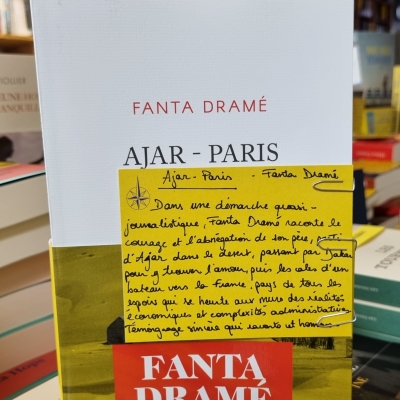 FANTA DRAMÉ
AJAR - PARIS
Ajar - Paris - Fanta Dramé
Dans une démarche quasi-
journalistique, Fanta Dramé raconte le
courage et l'abnégation de son père, parti
d'Ajar dans le désert, passant par Dakar
pour y trouver l'amour, puis les cales d'un
bateau vers la France, pays de tous les
espoirs qui se heurte aux murs des réalités
économiques et complexités administratives.
Témoignage sincère qui raconte un homme
FANTA
DRAMÉ